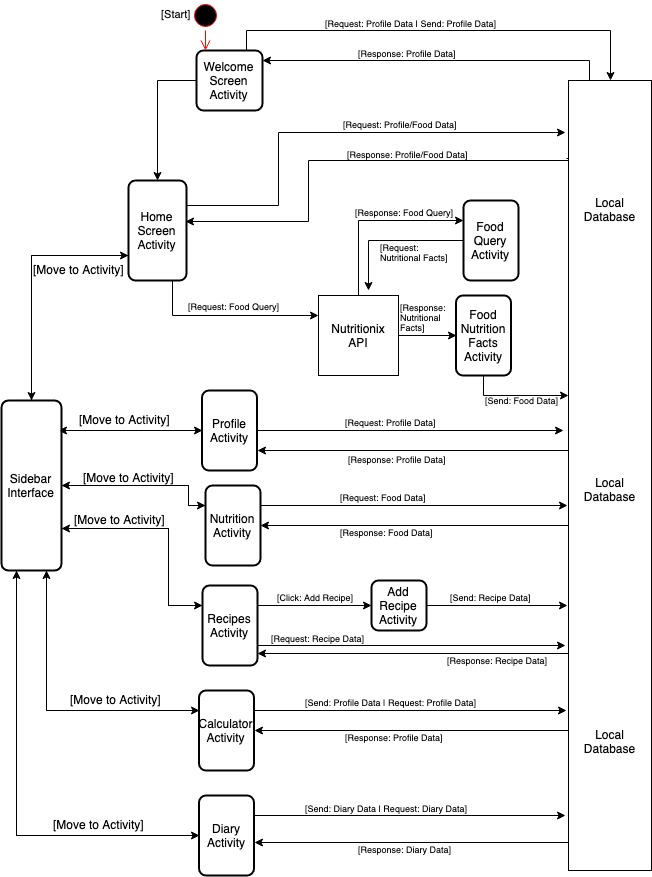 [Start]
[Request: Profile Data | Send: Profile Data]
[Response: Profile Data]
Welcome
Screen
Activity
[Request: Profile/Food Data]
[Response: Profile/Food Data]
Local
Database
Home
Screen
Activity
[Response: Food Query]
Food
Query
Activity
[Request:
Nutritional Facts]
[Move to Activity]
[Request: Food Query]
Nutritionix
API
[Response:
Nutritional
Facts]
Food
Nutrition
Facts
Activity
[Send: Food Data]
[Move to Activity]
Profile
Activity
[Request: Profile Data]
[Response: Profile Data]
Sidebar
Interface
[Move to Activity]
Local
Database
[Request: Food Data]
Nutrition
Activity
[Response: Food Data]
[Move to Activity]
Recipes
Activity
[Click: Add Recipe]
Add
Recipe
Activity
[Send: Recipe Data]
[Request: Recipe Data]
[Response: Recipe Data]
[Move to Activity]
Calculator
Activity
[Send: Profile Data | Request: Profile Data]
[Response: Profile Data]
Local
Database
[Move to Activity]
Diary
Activity
[Send: Diary Data | Request: Diary Data]
[Response: Diary Data]